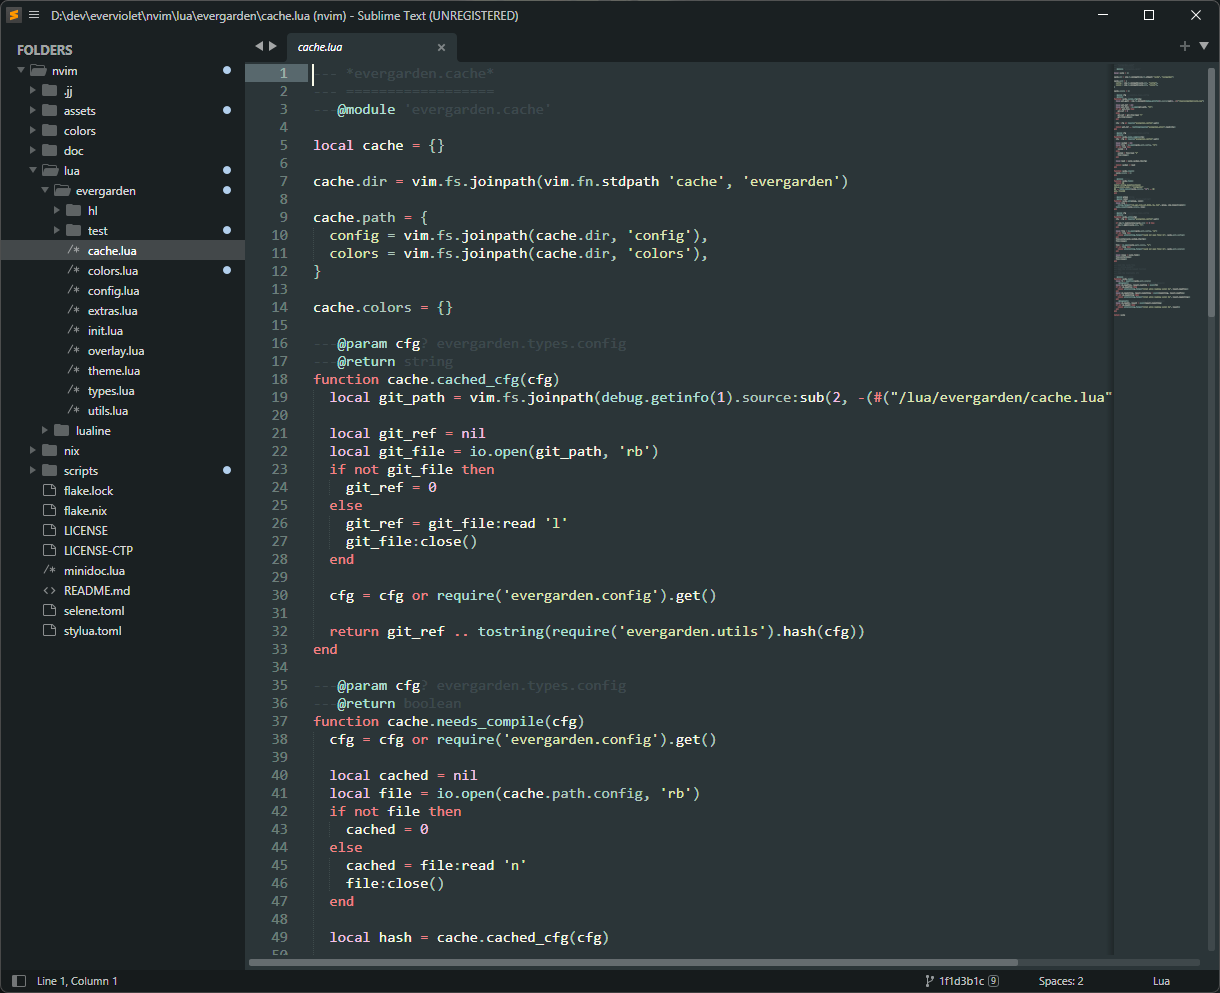 D:\dev\everviolet\nvim\lua\evergarden\cache.lua (nvim) - Sublime Text (UNREGISTERED)
FOLDERS
nvim
.jj
assets
colors
doc
lua
evergarden
hl
test
/* cache.lua
/* colors.lua
/* config.lua
/* extras.lua
/* init.lua
/* overlay.lua
/* theme.lua
/* types.lua
/* utils.lua
lualine
nix
scripts
flake.lock
flake.nix
LICENSE
LICENSE-CTP
/* minidoc.lua
<> README.md
selene.toml
stylua.toml
cache.lua
1 --- *evergarden.cache*
2 --- ==================
3 ---@module 'evergarden.cache'
4
5 local cache = {}
6
7 cache.dir = vim.fs.joinpath(vim.fn.stdpath 'cache', 'evergarden')
8
9 cache.path = {
10   config = vim.fs.joinpath(cache.dir, 'config'),
11   colors = vim.fs.joinpath(cache.dir, 'colors'),
12 }
13
14 cache.colors = {}
15
16 ---@param cfg? evergarden.types.config
17 ---@return string
18 function cache.cached_cfg(cfg)
19   local git_path = vim.fs.joinpath(debug.getinfo(1).source:sub(2, -(#("/lua/evergarden/cache.lua"
20
21   local git_ref = nil
22   local git_file = io.open(git_path, 'rb')
23   if not git_file then
24     git_ref = 0
25   else
26     git_ref = git_file:read 'l'
27     git_file:close()
28   end
29
30   cfg = cfg or require('evergarden.config').get()
31
32   return git_ref .. tostring(require('evergarden.utils').hash(cfg))
33 end
34
35 ---@param cfg? evergarden.types.config
36 ---@return boolean
37 function cache.needs_compile(cfg)
38   cfg = cfg or require('evergarden.config').get()
39
40   local cached = nil
41   local file = io.open(cache.path.config, 'rb')
42   if not file then
43     cached = 0
44   else
45     cached = file:read 'n'
46     file:close()
47   end
48
49   local hash = cache.cached_cfg(cfg)
50
Line 1, Column 1
1f1d3b1c 9
Spaces: 2
Lua